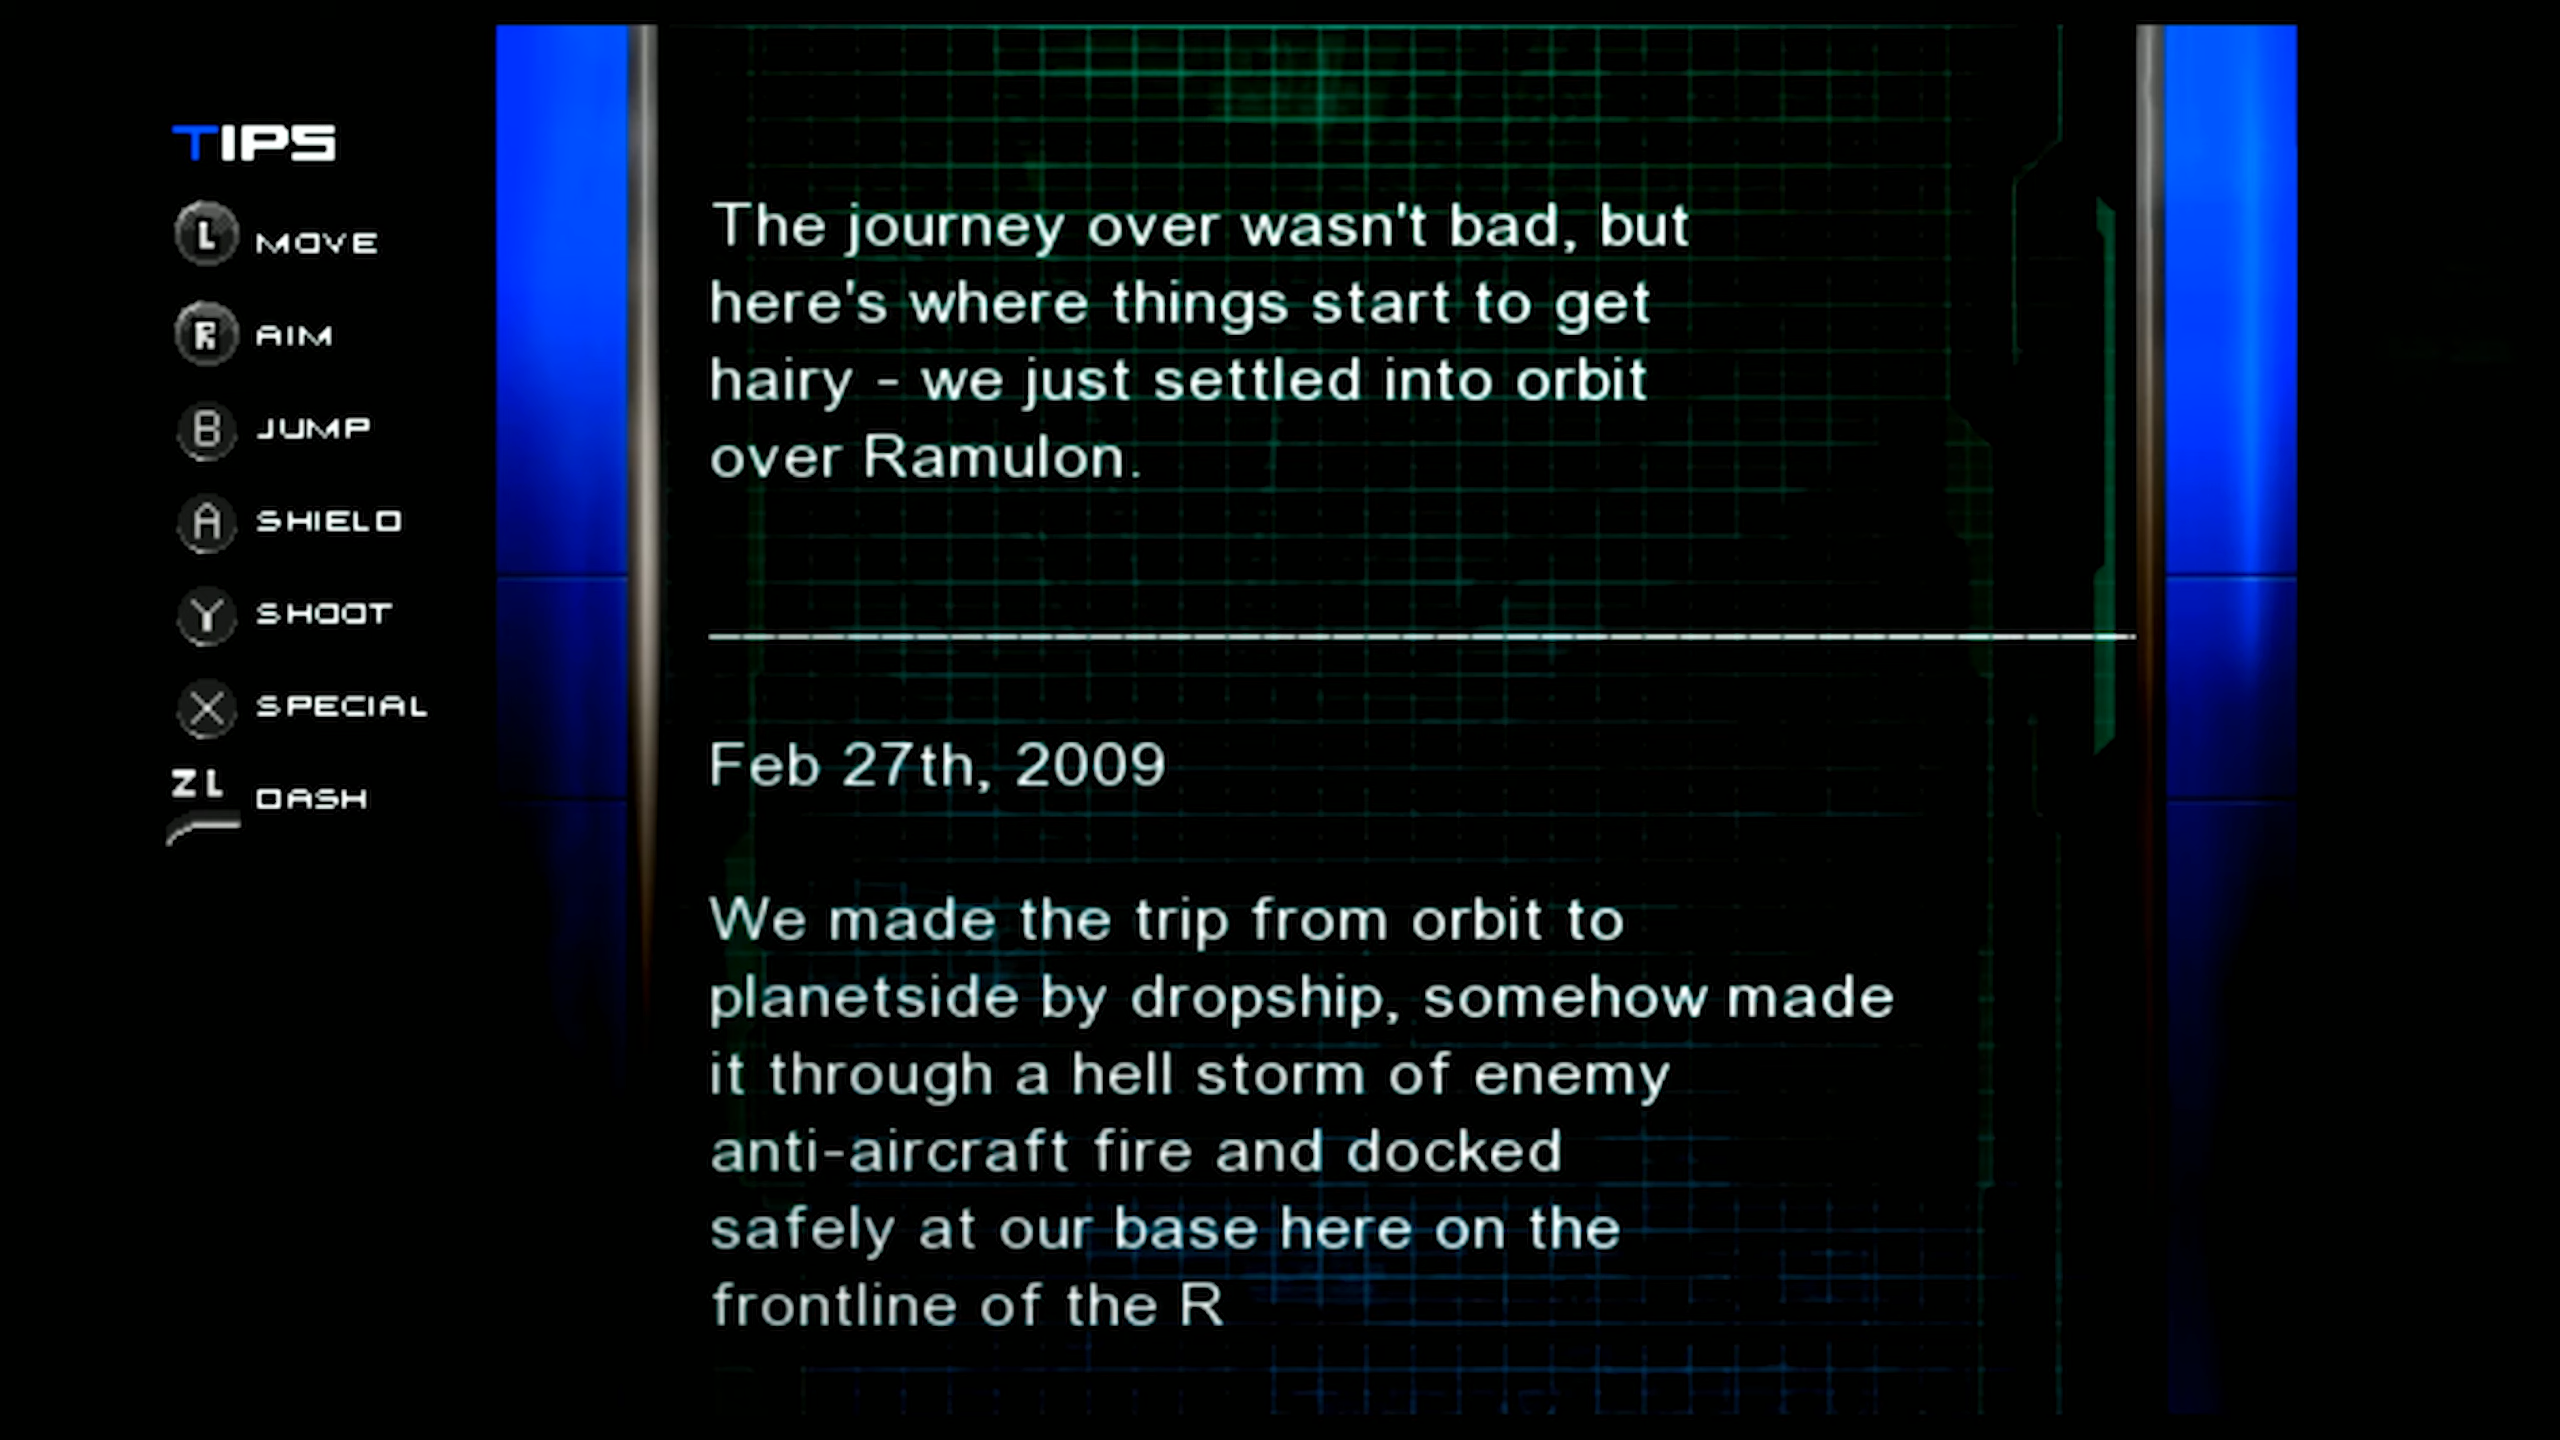 TIPS
L MOVE
R AIM
B JUMP
A SHIELD
Y SHOOT
X SPECIAL
ZL DASH
The journey over wasn't bad, but
here's where things start to get
hairy - we just settled into orbit
over Ramulon.
Feb 27th, 2009
We made the trip from orbit to
planetside by dropship, somehow made
it through a hell storm of enemy
anti-aircraft fire and docked
safely at our base here on the
frontline of the R